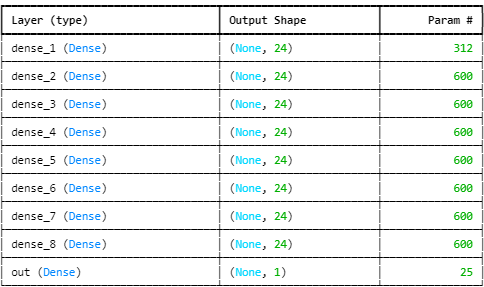 Layer (type) Output Shape Param #
dense_1 (Dense) (None, 24) 312
dense_2 (Dense) (None, 24) 600
dense_3 (Dense) (None, 24) 600
dense_4 (Dense) (None, 24) 600
dense_5 (Dense) (None, 24) 600
dense_6 (Dense) (None, 24) 600
dense_7 (Dense) (None, 24) 600
dense_8 (Dense) (None, 24) 600
out (Dense) (None, 1) 25